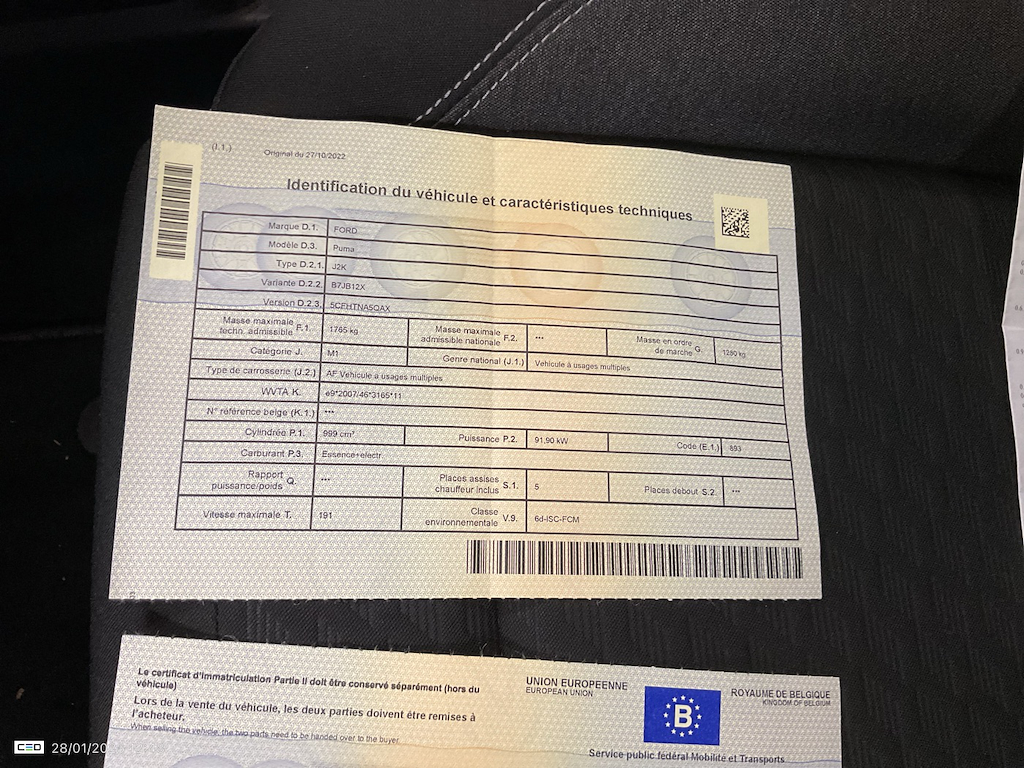 (I.1.)
Original du 27/10/2022
Identification du véhicule et caractéristiques techniques
Marque D.1. FORD
Modèle D.3. Puma
Type D.2.1. J2K
Variante D.2.2. B7JB12X
Version D.2.3. 5CFHTNA5QAX
Masse maximale techn. admissible F.1. 1765 kg Masse maximale admissible nationale F.2. *** Masse en ordre de marche G. 1280 kg
Catégorie J. M1 Genre national (J.1.) Véhicule à usages multiples
Type de carrosserie (J.2.) AF Véhicule à usages multiples
WVTA K. e9*2007/46*3165*11
N° référence belge (K.1.) ***
Cylindrée P.1. 999 cm³ Puissance P.2. 91,90 kW Code (E.1.) 893
Carburant P.3. Essence+electr.
Rapport puissance/poids Q. *** Places assises chauffeur inclus S.1. 5 Places debout S.2. ***
Vitesse maximale T. 191 Classe environnementale V.9. 6d-ISC-FCM
Le certificat d'immatriculation Partie II doit être conservé séparément (hors du
véhicule)
Lors de la vente du véhicule, les deux parties doivent être remises à
l'acheteur.
When selling the vehicle, the two parts need to be handed over to the buyer.
UNION EUROPEENNE
EUROPEAN UNION
B
ROYAUME DE BELGIQUE
KINGDOM OF BELGIUM
Service public fédéral Mobilité et Transports
28/01/20